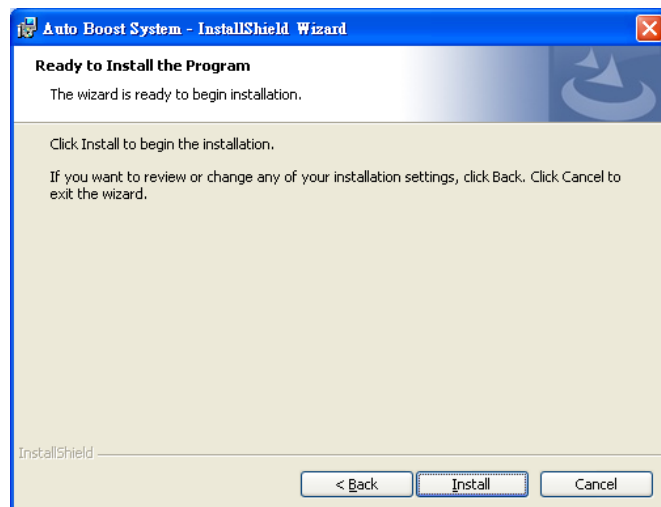 Auto Boost System - InstallShield Wizard
Ready to Install the Program
The wizard is ready to begin installation.
Click Install to begin the installation.
If you want to review or change any of your installation settings, click Back. Click Cancel to
exit the wizard.
InstallShield
< Back Install Cancel